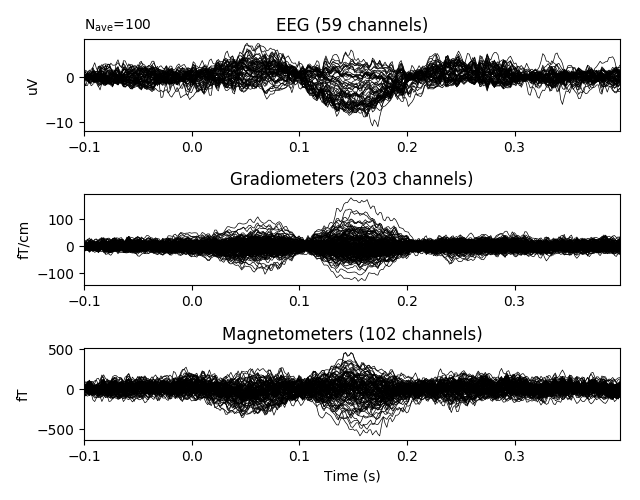 N_ave=100
EEG (59 channels)
uV
0
−10
−0.1 0.0 0.1 0.2 0.3
Gradiometers (203 channels)
fT/cm
100
0
−100
−0.1 0.0 0.1 0.2 0.3
Magnetometers (102 channels)
fT
500
0
−500
−0.1 0.0 0.1 0.2 0.3
Time (s)